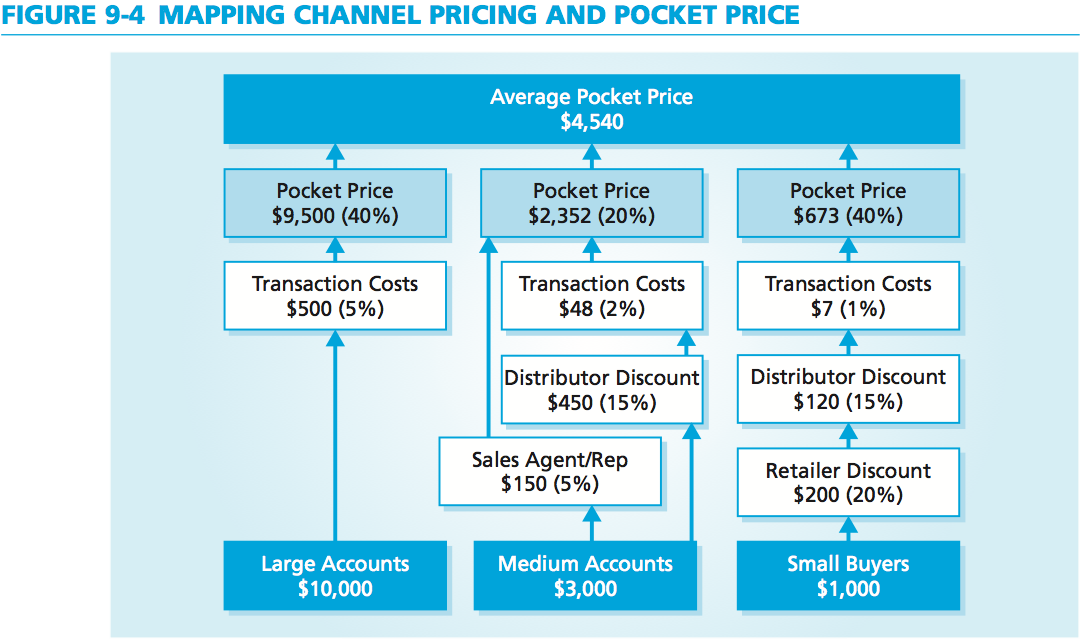 FIGURE 9-4 MAPPING CHANNEL PRICING AND POCKET PRICE
Average Pocket Price
$4,540
Pocket Price
$9,500 (40%)
Pocket Price
$2,352 (20%)
Pocket Price
$673 (40%)
Transaction Costs
$500 (5%)
Transaction Costs
$48 (2%)
Transaction Costs
$7 (1%)
Distributor Discount
$450 (15%)
Distributor Discount
$120 (15%)
Sales Agent/Rep
$150 (5%)
Retailer Discount
$200 (20%)
Large Accounts
$10,000
Medium Accounts
$3,000
Small Buyers
$1,000